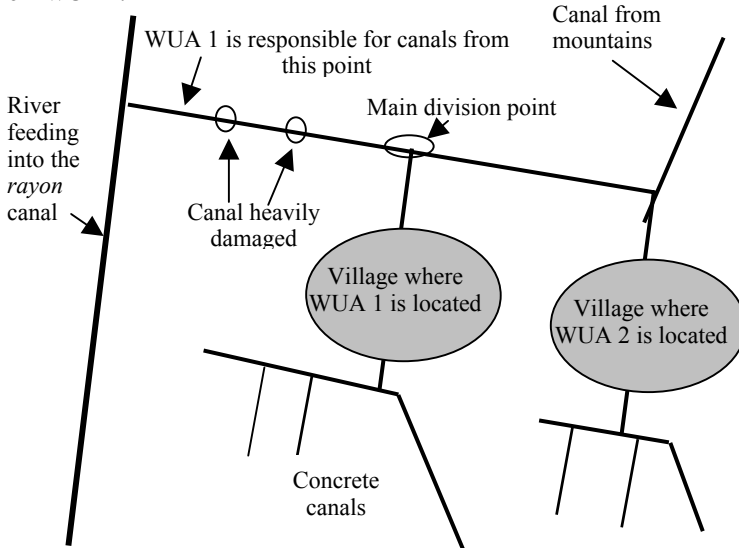 WUA 1 is responsible for canals from
this point
Canal from
mountains
River
feeding
into the
rayon
canal
Main division point
Canal heavily
damaged
Village where
WUA 1 is located
Village where
WUA 2 is located
Concrete
canals